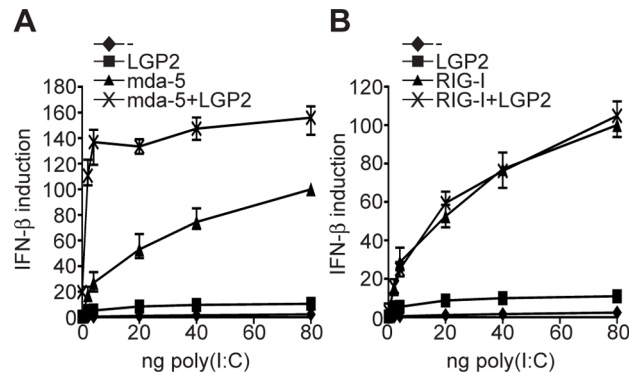 A
-
LGP2
mda-5
mda-5+LGP2
IFN-β induction
180
160
140
120
100
80
60
40
20
0
0 20 40 60 80
ng poly(I:C)
B
-
LGP2
RIG-I
RIG-I+LGP2
IFN-β induction
120
100
80
60
40
20
0
0 20 40 60 80
ng poly(I:C)